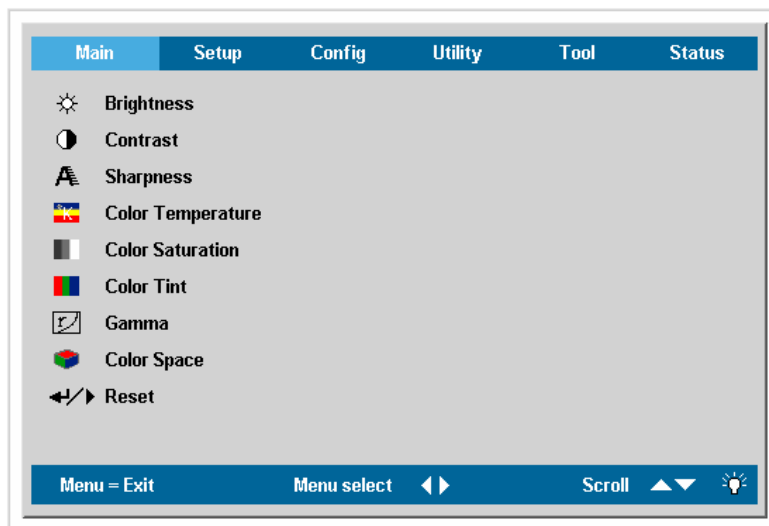 Main Setup Config Utility Tool Status
Brightness
Contrast
Sharpness
Color Temperature
Color Saturation
Color Tint
Gamma
Color Space
Reset
Menu = Exit Menu select Scroll